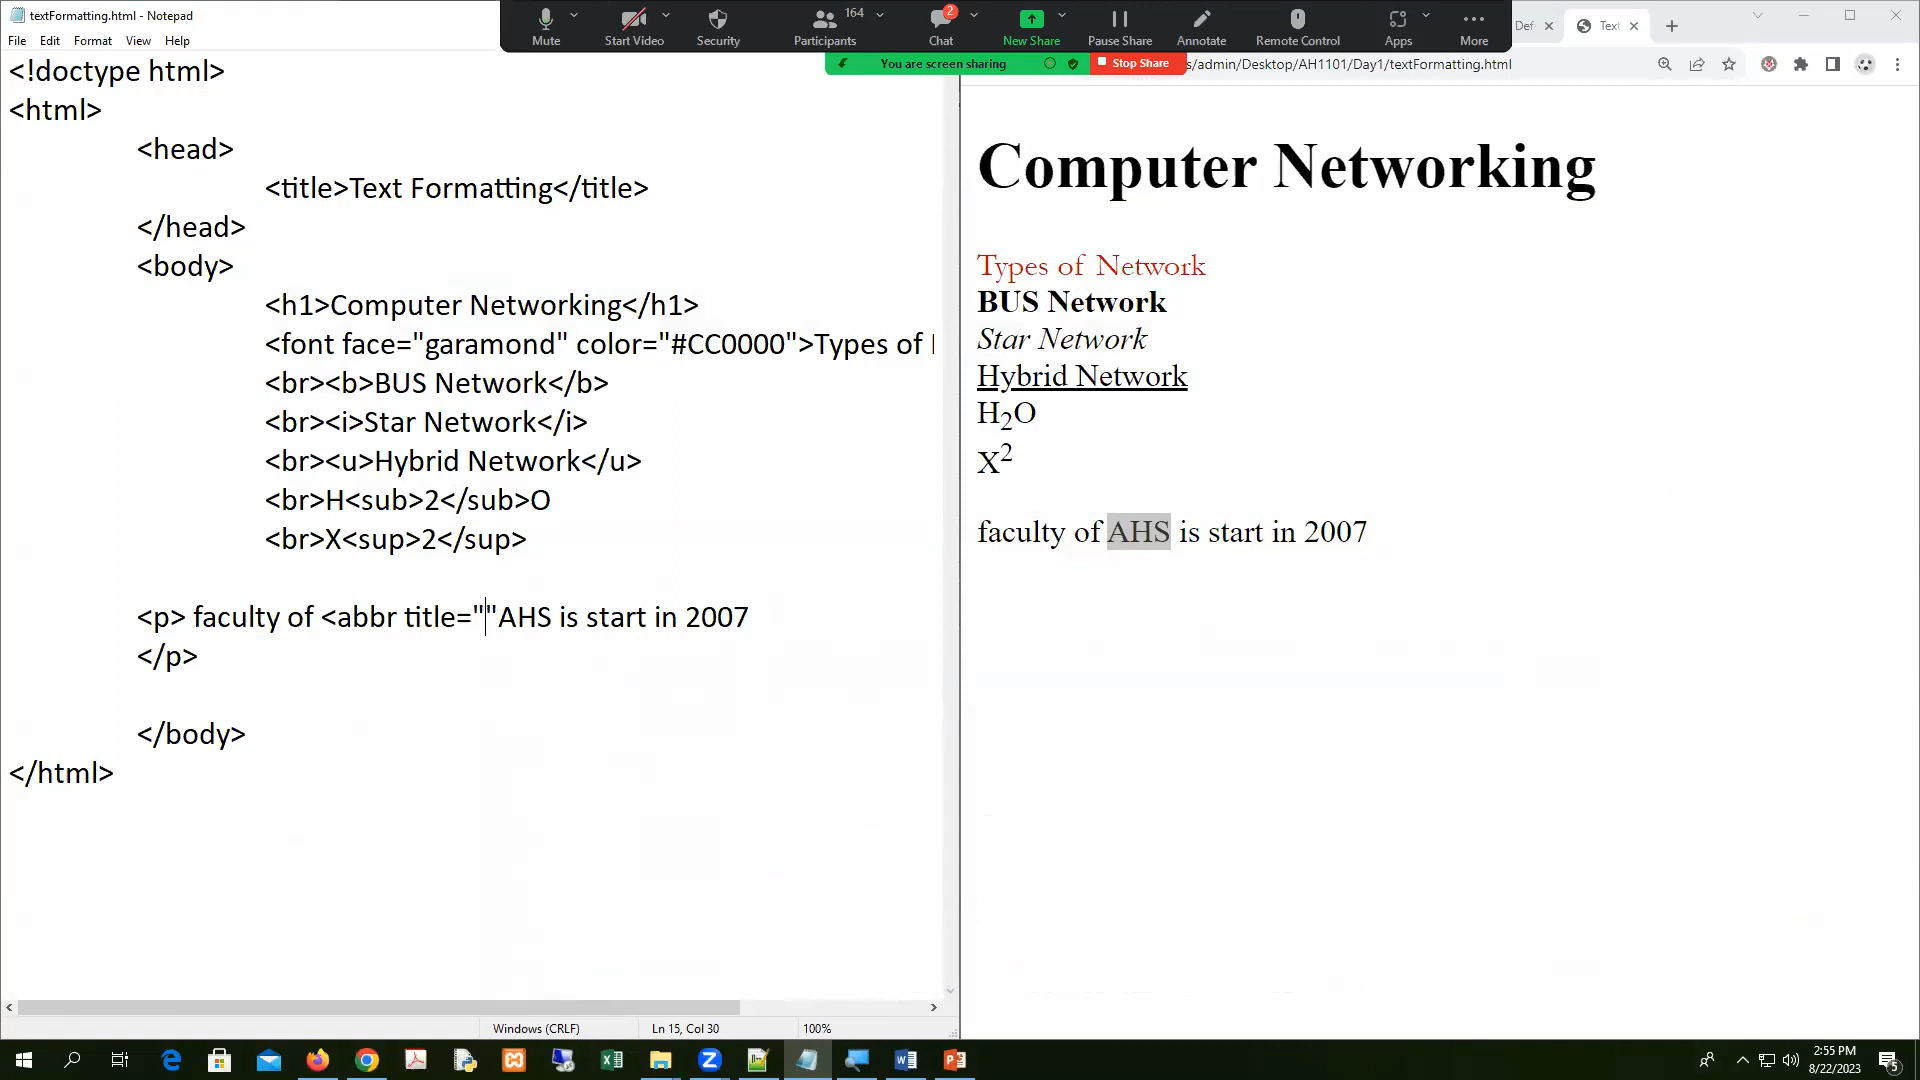 textFormatting.html - Notepad
File Edit Format View Help
Mute Start Video Security 164 Participants 2 Chat New Share Pause Share Annotate Remote Control Apps More
You are screen sharing Stop Share
Def Text
s/admin/Desktop/AH1101/Day1/textFormatting.html
<!doctype html>
<html>
<head>
<title>Text Formatting</title>
</head>
<body>
<h1>Computer Networking</h1>
<font face="garamond" color="#CC0000">Types of
<br><b>BUS Network</b>
<br><i>Star Network</i>
<br><u>Hybrid Network</u>
<br>H<sub>2</sub>O
<br>X<sup>2</sup>
<p> faculty of <abbr title=""AHS is start in 2007
</p>
</body>
</html>
Computer Networking
Types of Network
BUS Network
Star Network
Hybrid Network
H2O
X2
faculty of AHS is start in 2007
Windows (CRLF) Ln 15, Col 30 100%
2:55 PM
8/22/2023
5